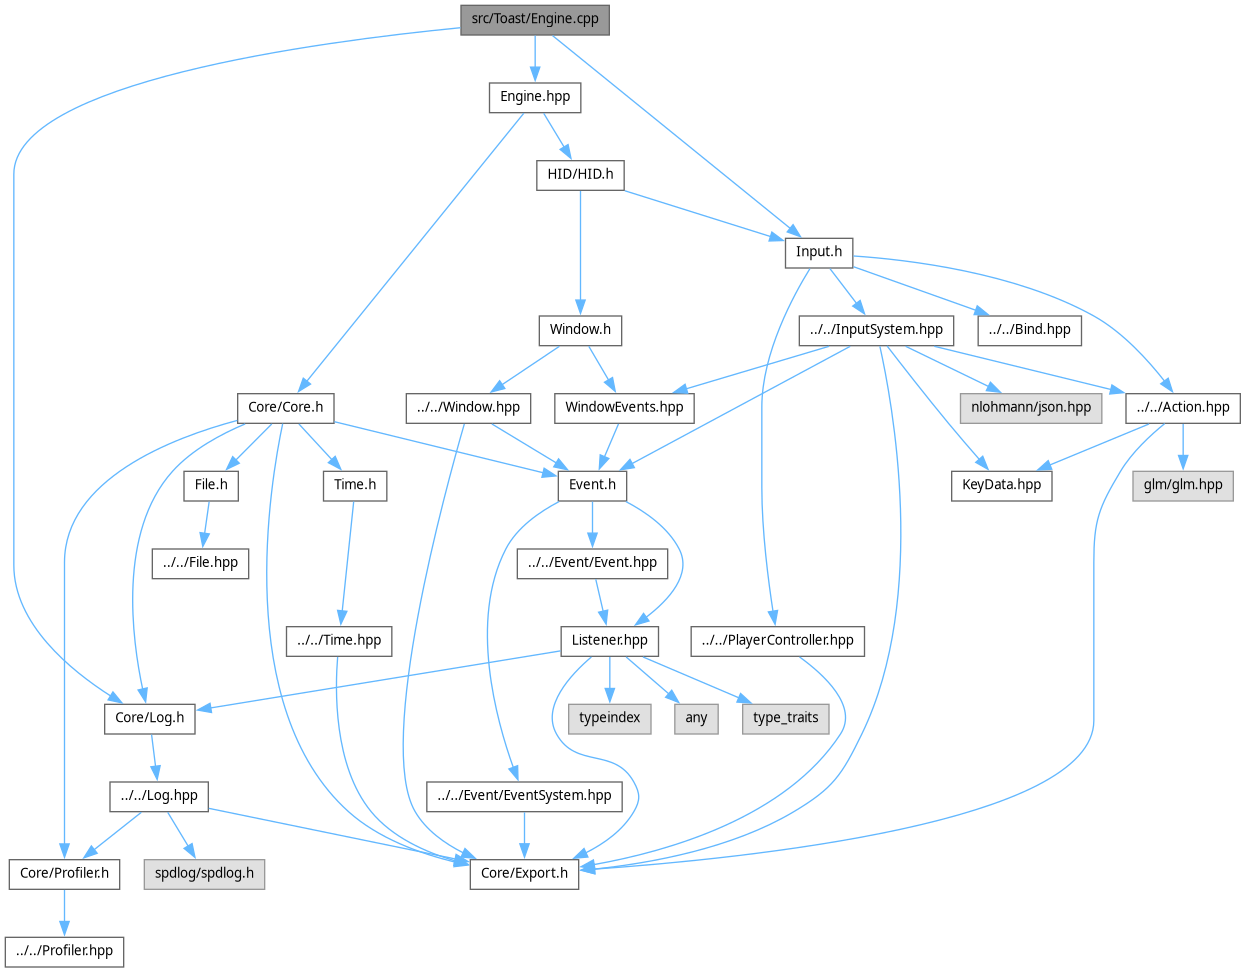 src/Toast/Engine.cpp
Engine.hpp
HID/HID.h
Input.h
Window.h
../../InputSystem.hpp
../../Bind.hpp
Core/Core.h
../../Window.hpp
WindowEvents.hpp
nlohmann/json.hpp
../../Action.hpp
File.h
Time.h
Event.h
KeyData.hpp
glm/glm.hpp
../../File.hpp
../../Event/Event.hpp
../../Time.hpp
Listener.hpp
../../PlayerController.hpp
Core/Log.h
typeindex
any
type_traits
../../Log.hpp
../../Event/EventSystem.hpp
Core/Profiler.h
spdlog/spdlog.h
Core/Export.h
../../Profiler.hpp